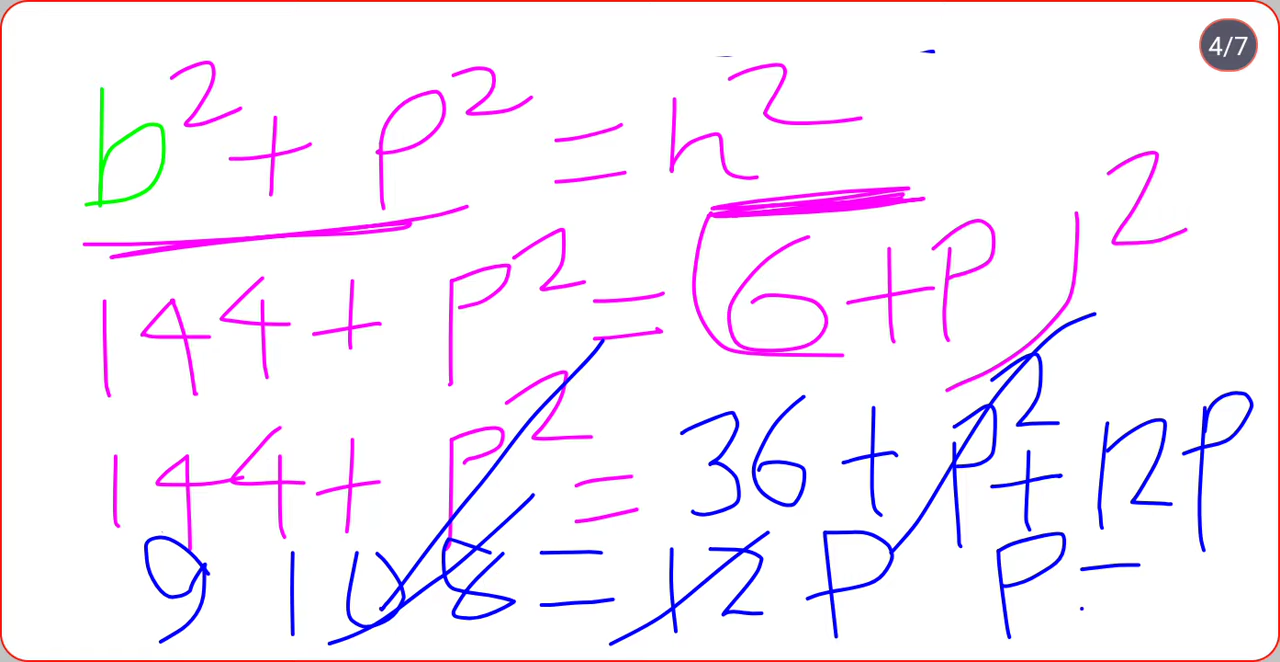 4/7
b² + p² = h²
144 + P² = (6 + P)²
144 + P² = 36 + P² + 12P
9 108 = 12 P P =